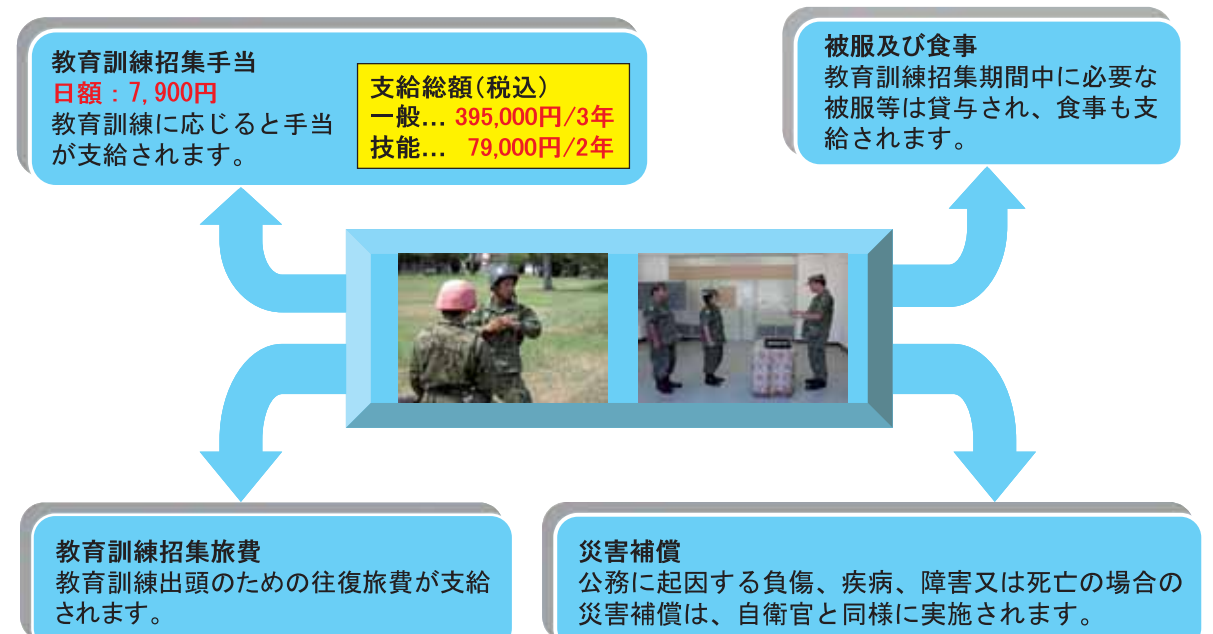 教育訓練招集手当
日額：7,900円
教育訓練に応じると手当
が支給されます。
支給総額(税込)
一般... 395,000円/3年
技能... 79,000円/2年
被服及び食事
教育訓練招集期間中に必要な
被服等は貸与され、食事も支
給されます。
教育訓練招集旅費
教育訓練出頭のための往復旅費が支給
されます。
災害補償
公務に起因する負傷、疾病、障害又は死亡の場合の
災害補償は、自衛官と同様に実施されます。